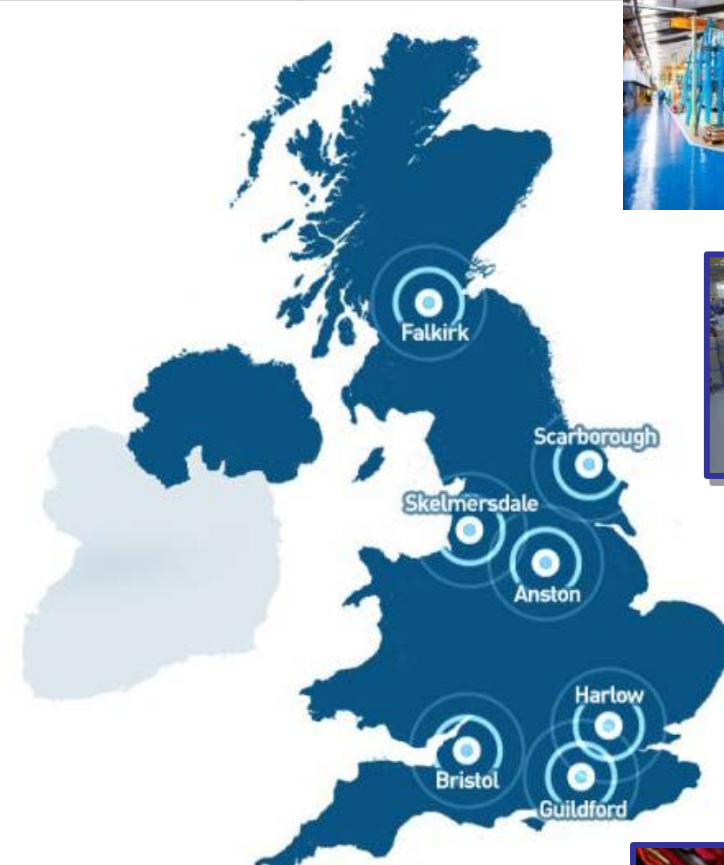 Falkirk
Scarborough
Skelmersdale
Anston
Harlow
Bristol
Guildford